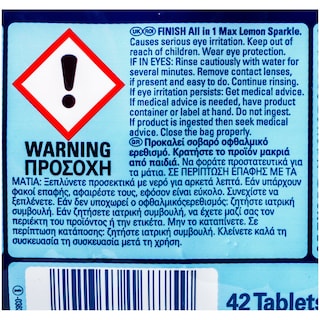 UK ROI FINISH All in 1 Max Lemon Sparkle.
Causes serious eye irritation. Keep out of
reach of children. Wear eye protection.
IF IN EYES: Rinse cautiously with water for
several minutes. Remove contact lenses,
if present and easy to do. Continue rinsing.
If eye irritation persists: Get medical advice.
If medical advice is needed, have product
container or label at hand. Do not ingest.
If product is ingested then seek medical
advice. Close the bag properly.
WARNING
ΠΡΟΣΟΧΗ
GR Προκαλεί σοβαρό οφθαλμικό
ερεθισμό. Κρατήστε το προϊόν μακριά
από παιδιά. Να φοράτε προστατευτικά για
τα μάτια. ΣΕ ΠΕΡΙΠΤΩΣΗ ΕΠΑΦΗΣ ΜΕ ΤΑ
ΜΑΤΙΑ: Ξεπλύνετε προσεκτικά με νερό για αρκετά λεπτά. Εάν υπάρχουν
φακοί επαφής, αφαιρέστε τους, εφόσον είναι εύκολο. Συνεχίστε να
ξεπλένετε. Εάν δεν υποχωρεί ο οφθαλμικός ερεθισμός: ζητήστε ιατρική
συμβουλή. Εάν ζητήσετε ιατρική συμβουλή, να έχετε μαζί σας τον
περιέκτη του προϊόντος ή την ετικέτα. Μην το καταπίνετε. Σε
περίπτωση κατάποσης: ζητήστε ιατρική συμβουλή. Κλείνετε καλά τη
συσκευασία τη συσκευασία μετά τη χρήση.
42 Tablets